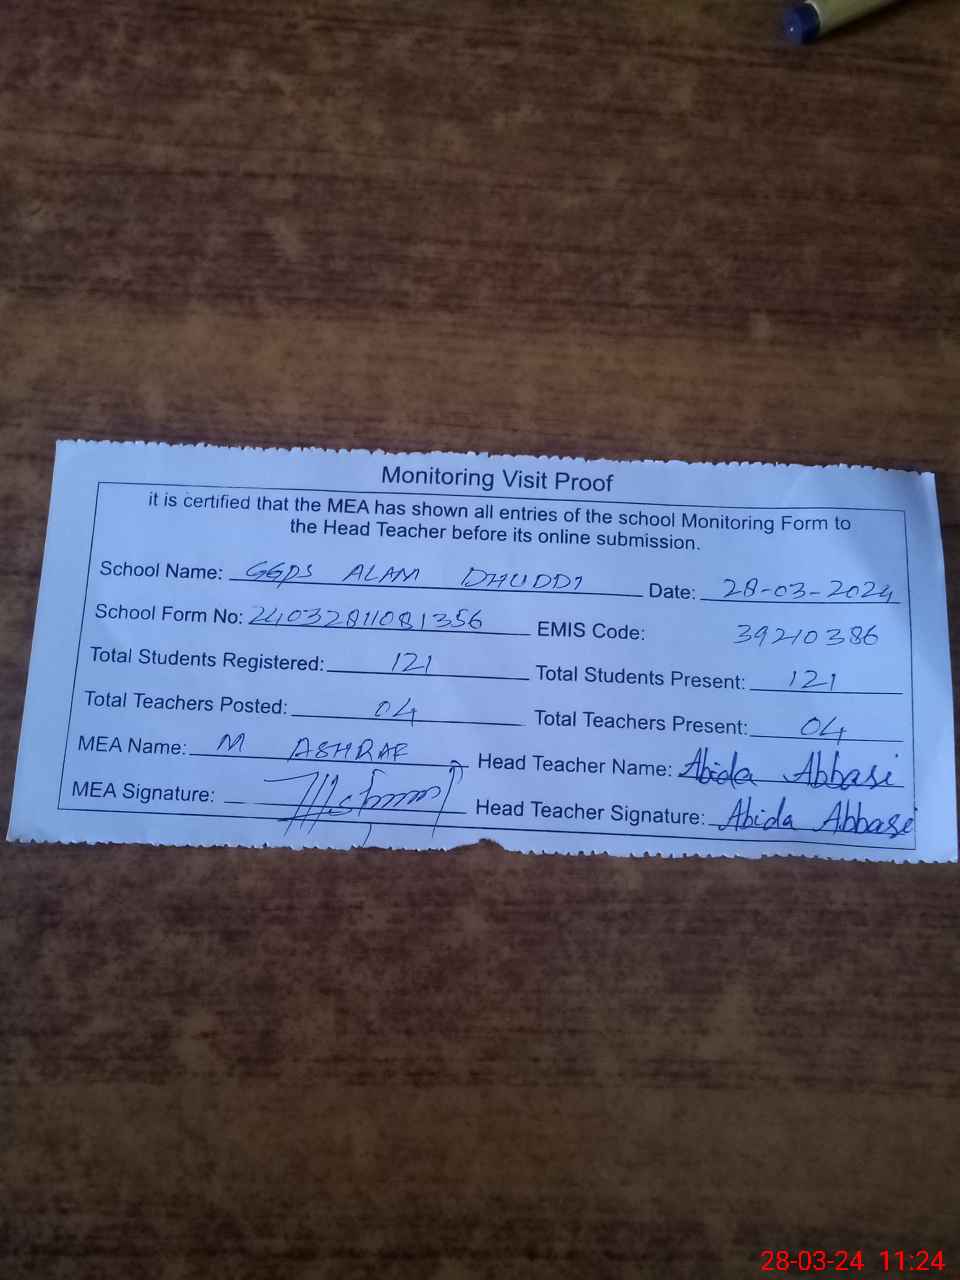 Monitoring Visit Proof
it is certified that the MEA has shown all entries of the school Monitoring Form to
the Head Teacher before its online submission.
School Name: GGPS ALAM DHUDDI Date: 28-03-2024
School Form No: 24032811081356 EMIS Code: 39210386
Total Students Registered: 121 Total Students Present: 121
Total Teachers Posted: 04 Total Teachers Present: 04
MEA Name: M ASHRAF Head Teacher Name: Abida Abbasi
MEA Signature: Head Teacher Signature: Abida Abbasi
28-03-24 11:24